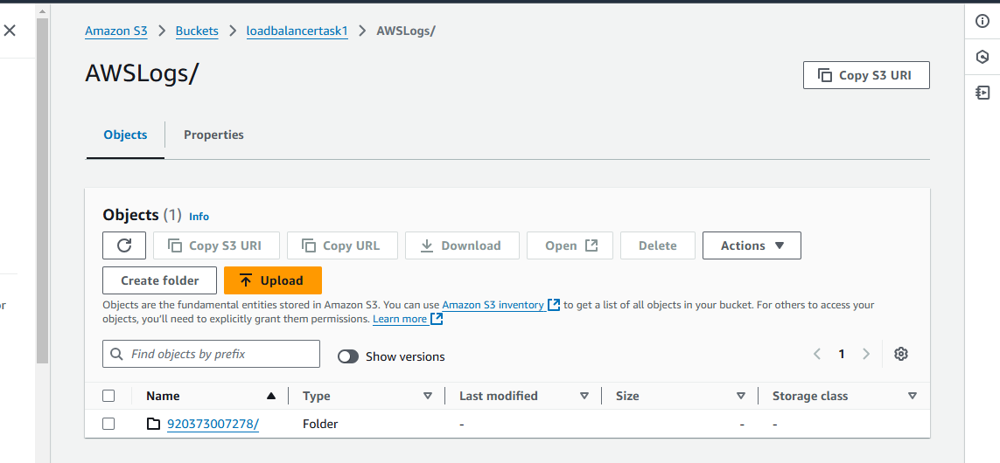 Amazon S3 > Buckets > loadbalancertask1 > AWSLogs/
AWSLogs/
Copy S3 URI
Objects Properties
Objects (1) Info
Copy S3 URI Copy URL Download Open Delete Actions
Create folder Upload
Objects are the fundamental entities stored in Amazon S3. You can use Amazon S3 inventory to get a list of all objects in your bucket. For others to access your
objects, you'll need to explicitly grant them permissions. Learn more
or
Find objects by prefix Show versions 1
Name Type Last modified Size Storage class
920373007278/ Folder - - -